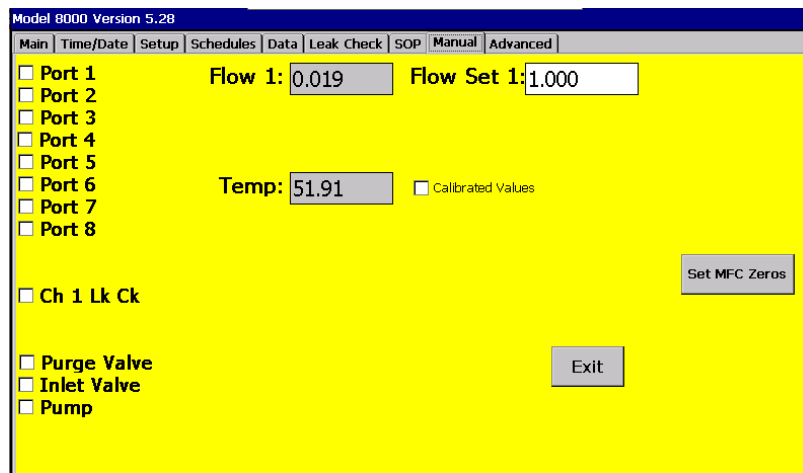 Model 8000 Version 5.28
Main Time/Date Setup Schedules Data Leak Check SOP Manual Advanced
Port 1 Flow 1: 0.019 Flow Set 1: 1.000
Port 2
Port 3
Port 4
Port 5
Port 6 Temp: 51.91 Calibrated Values
Port 7
Port 8
Set MFC Zeros
Ch 1 Lk Ck
Purge Valve Exit
Inlet Valve
Pump